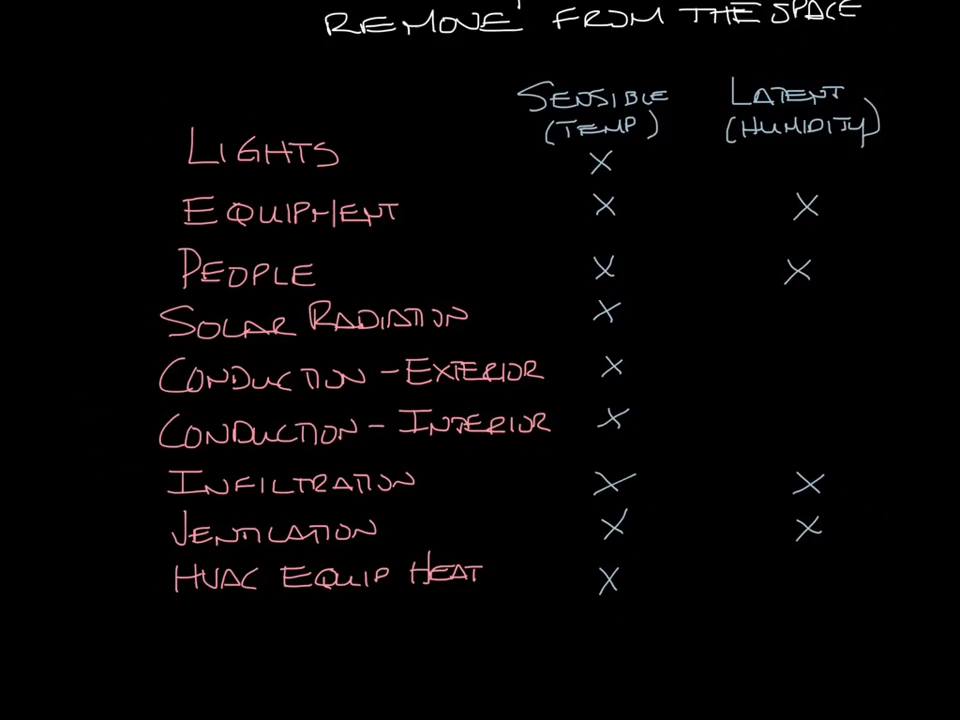 REMOVE' FROM THE SPACE
SENSIBLE LATENT
(TEMP) (HUMIDITY)
LIGHTS X
EQUIPMENT X X
PEOPLE X X
SOLAR RADIATION X
CONDUCTION - EXTERIOR X
CONDUCTION - INTERIOR X
INFILTRATION X X
VENTILATION X X
HVAC EQUIP HEAT X